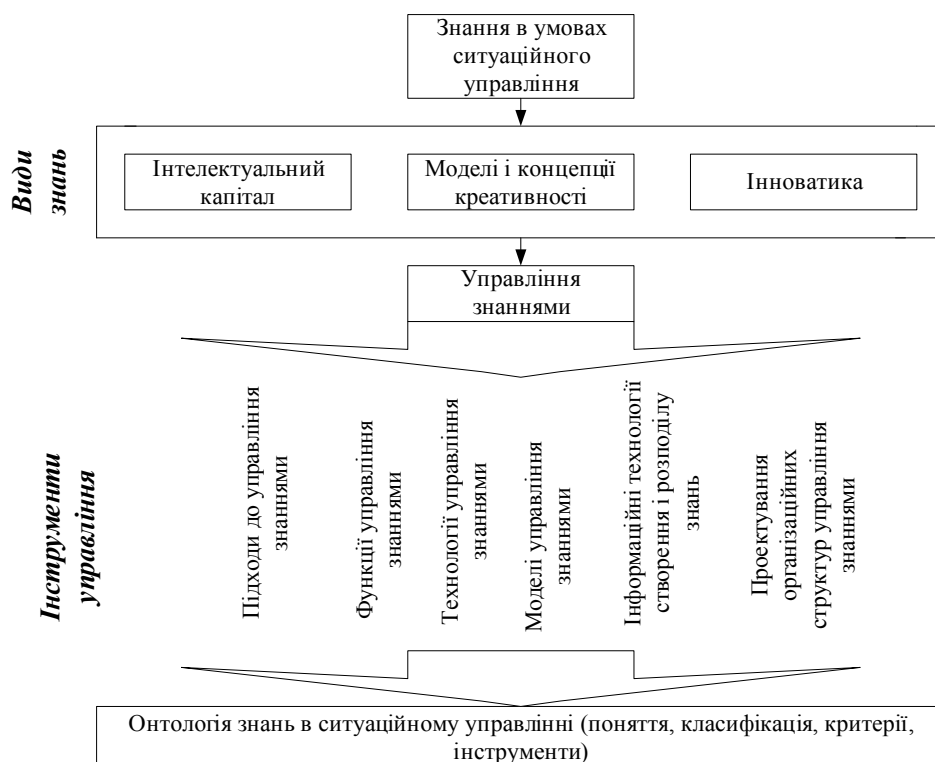 Знання в умовах
ситуаційного
управління
Види
знань
Інтелектуальний
капітал
Моделі і концепції
креативності
Інноватика
Управління
знаннями
Інструменти
управління
Підходи до управління
знаннями
Функції управління
знаннями
Технології управління
знаннями
Моделі управління
знаннями
Інформаційні технології
створення і розподілу
знань
Проектування
організаційних
структур управління
знаннями
Онтологія знань в ситуаційному управлінні (поняття, класифікація, критерії,
інструменти)